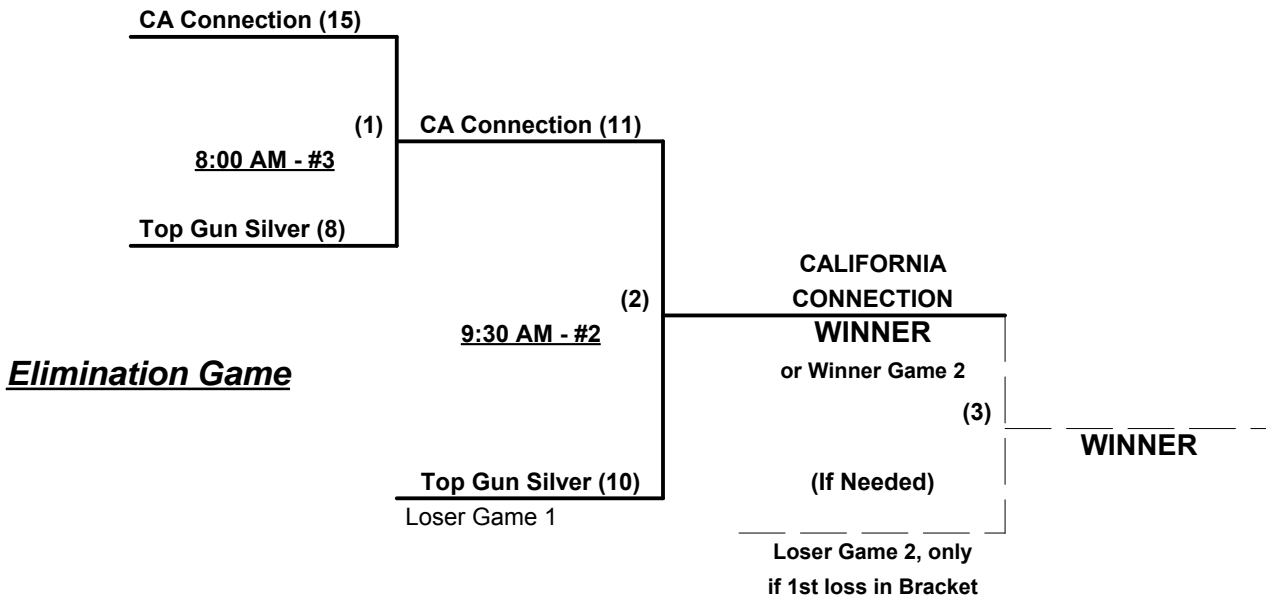 CA Connection (15)
(1)
8:00 AM - #3
Top Gun Silver (8)
CA Connection (11)
(2)
9:30 AM - #2
Elimination Game
Top Gun Silver (10)
Loser Game 1
CALIFORNIA
CONNECTION
WINNER
or Winner Game 2
(3)
(If Needed)
Loser Game 2, only
if 1st loss in Bracket
WINNER